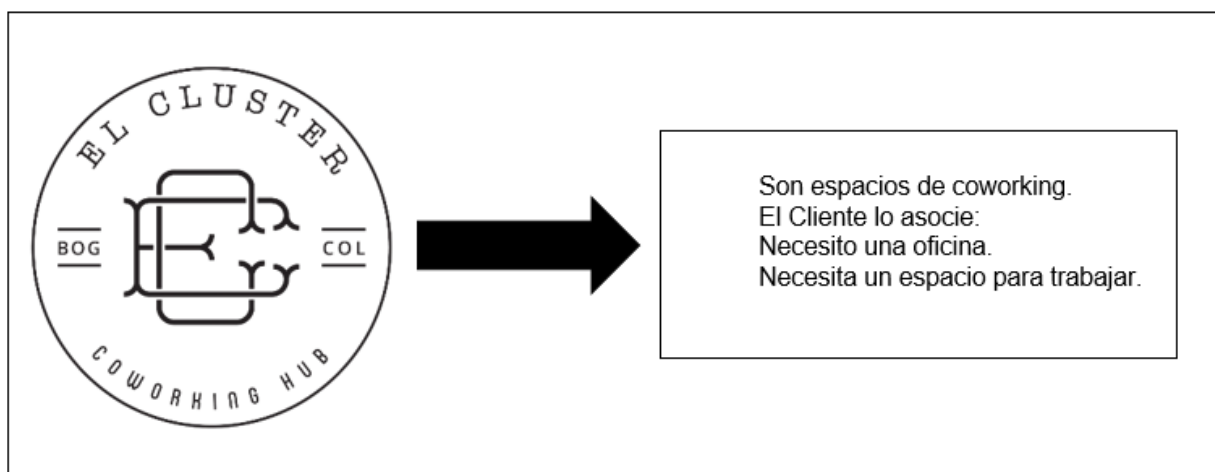 EL CLUSTER
BOG
COL
COWORKING HUB
Son espacios de coworking.
El Cliente lo asocie:
Necesito una oficina.
Necesita un espacio para trabajar.